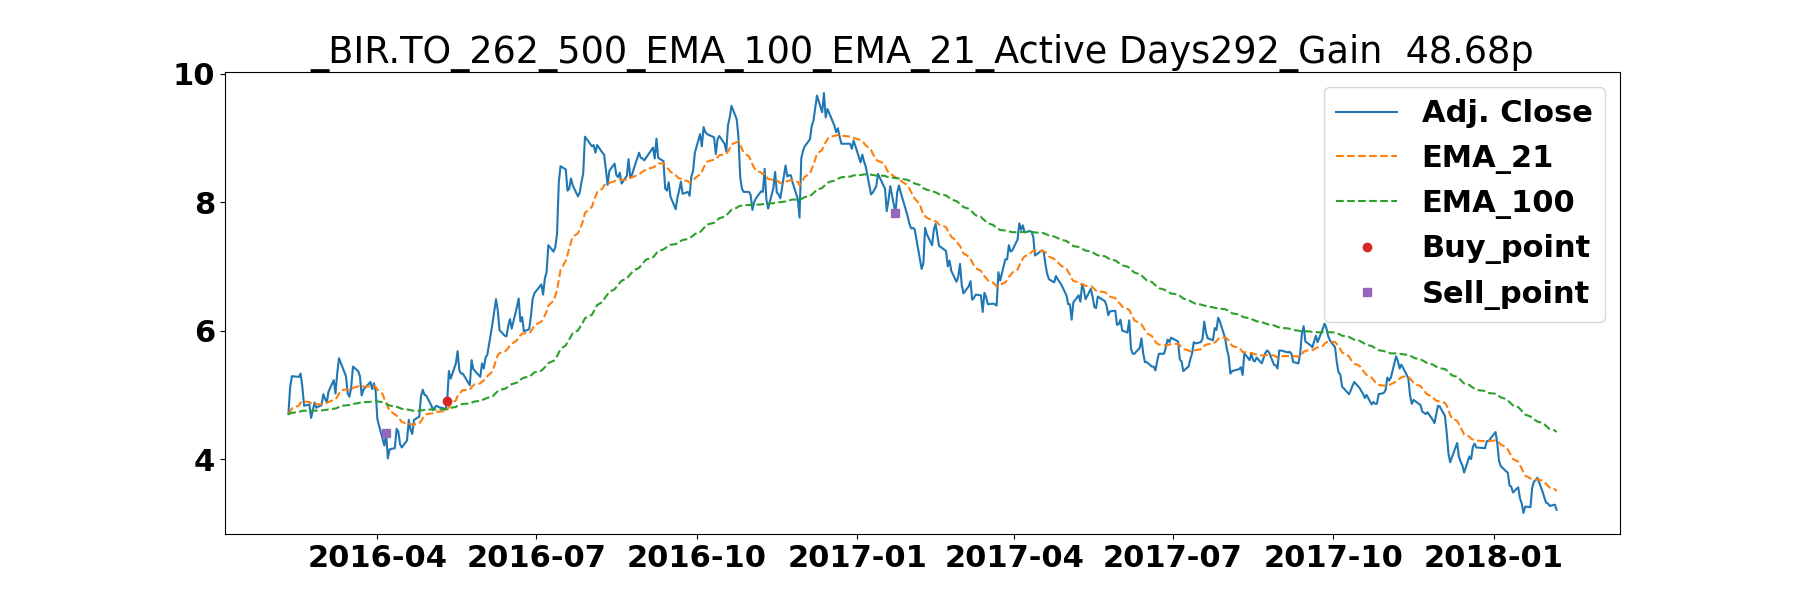 _BIR.TO_262_500_EMA_100_EMA_21_Active Days292_Gain  48.68p
10
8
6
4
2016-04 2016-07 2016-10 2017-01 2017-04 2017-07 2017-10 2018-01
Adj. Close
EMA_21
EMA_100
Buy_point
Sell_point